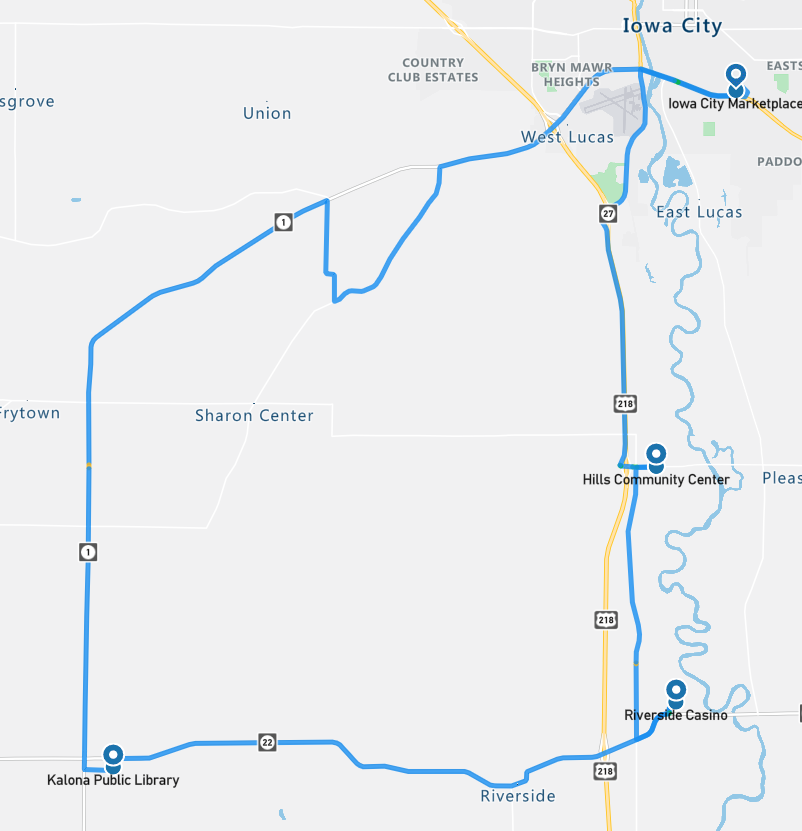 Iowa City
COUNTRY
CLUB ESTATES
BRYN MAWR
HEIGHTS
EASTS
sgrove
Iowa City Marketplace
Union
West Lucas
PADDO
1
27
East Lucas
218
Frytown
Sharon Center
Hills Community Center
Pleas
1
218
Riverside Casino
22
Kalona Public Library
218
Riverside